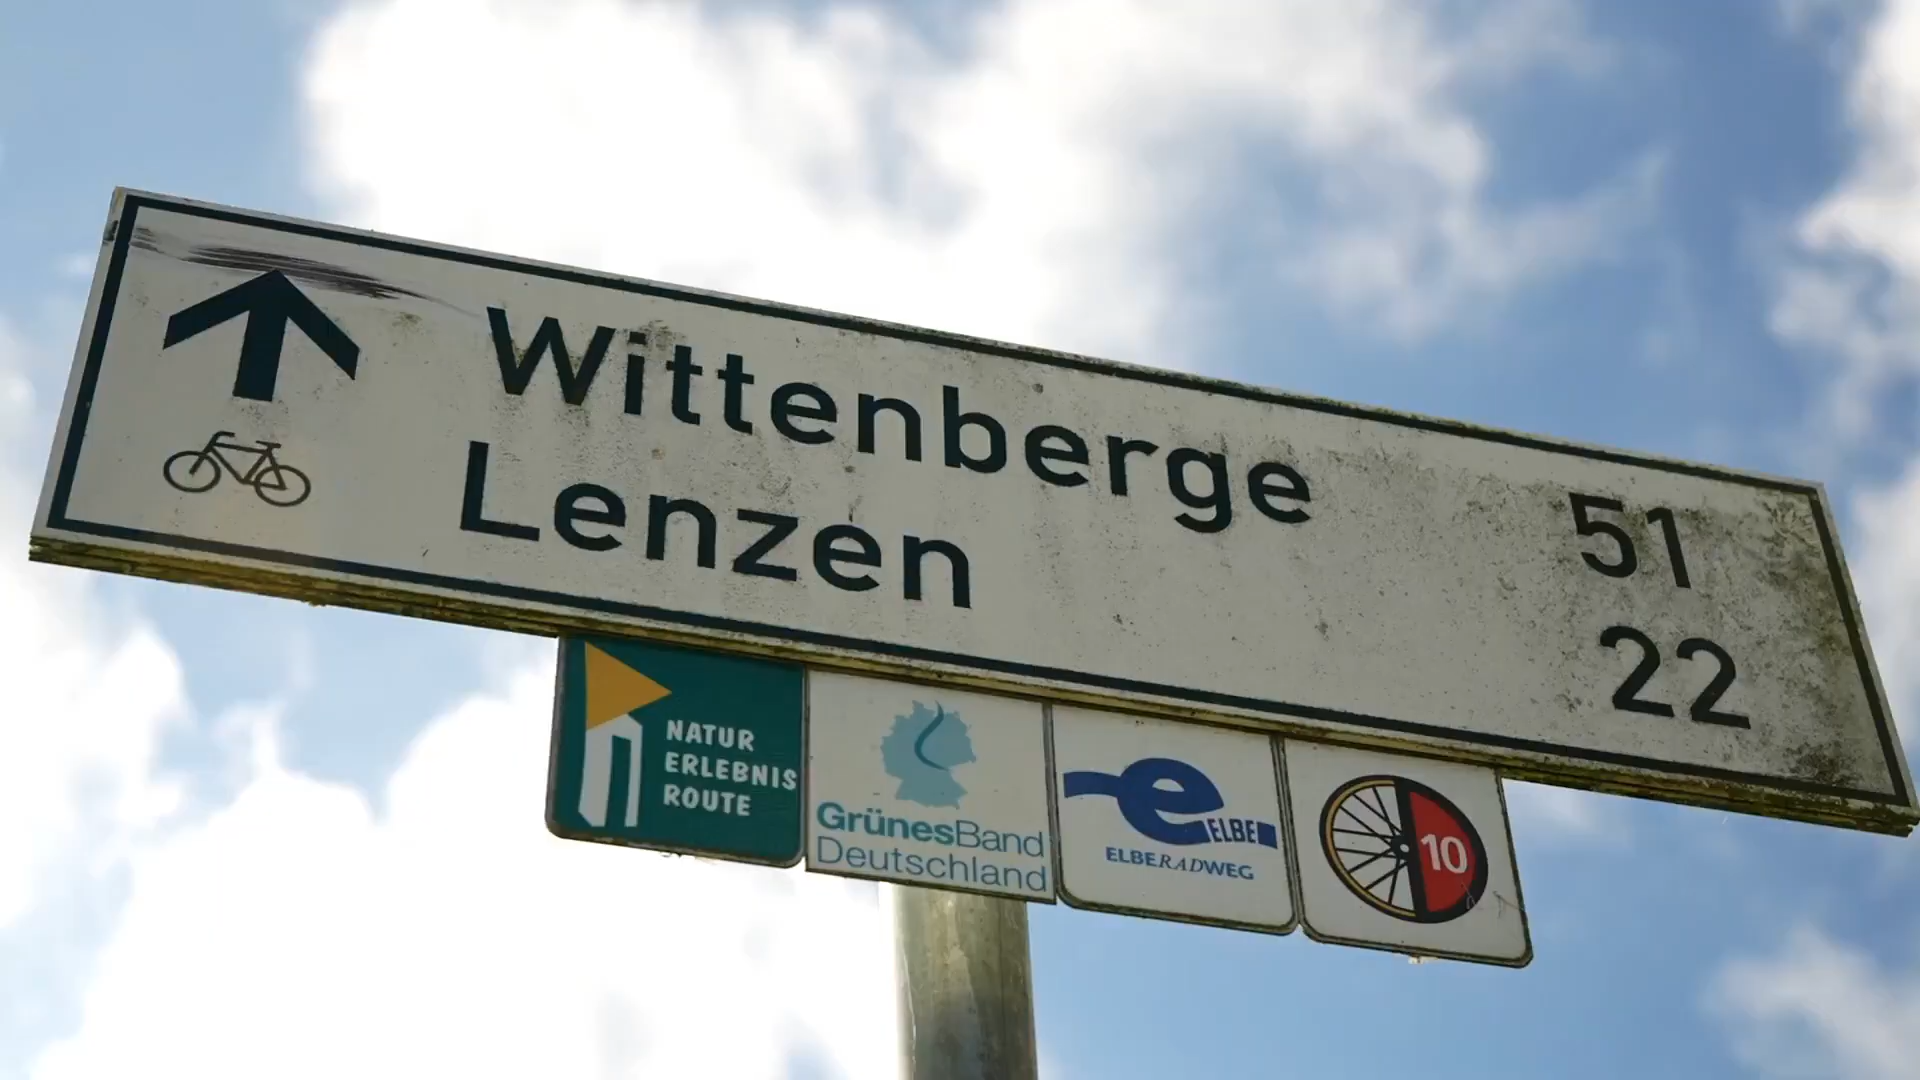 Wittenberge 51
Lenzen 22
NATUR
ERLEBNIS
ROUTE
GrünesBand
Deutschland
e
ELBE
ELBERADWEG
10